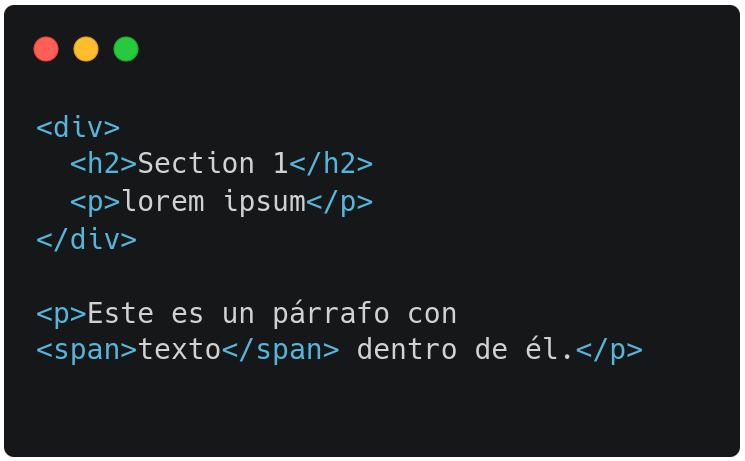 <div>
  <h2>Section 1</h2>
  <p>lorem ipsum</p>
</div>

<p>Este es un párrafo con
<span>texto</span> dentro de él.</p>